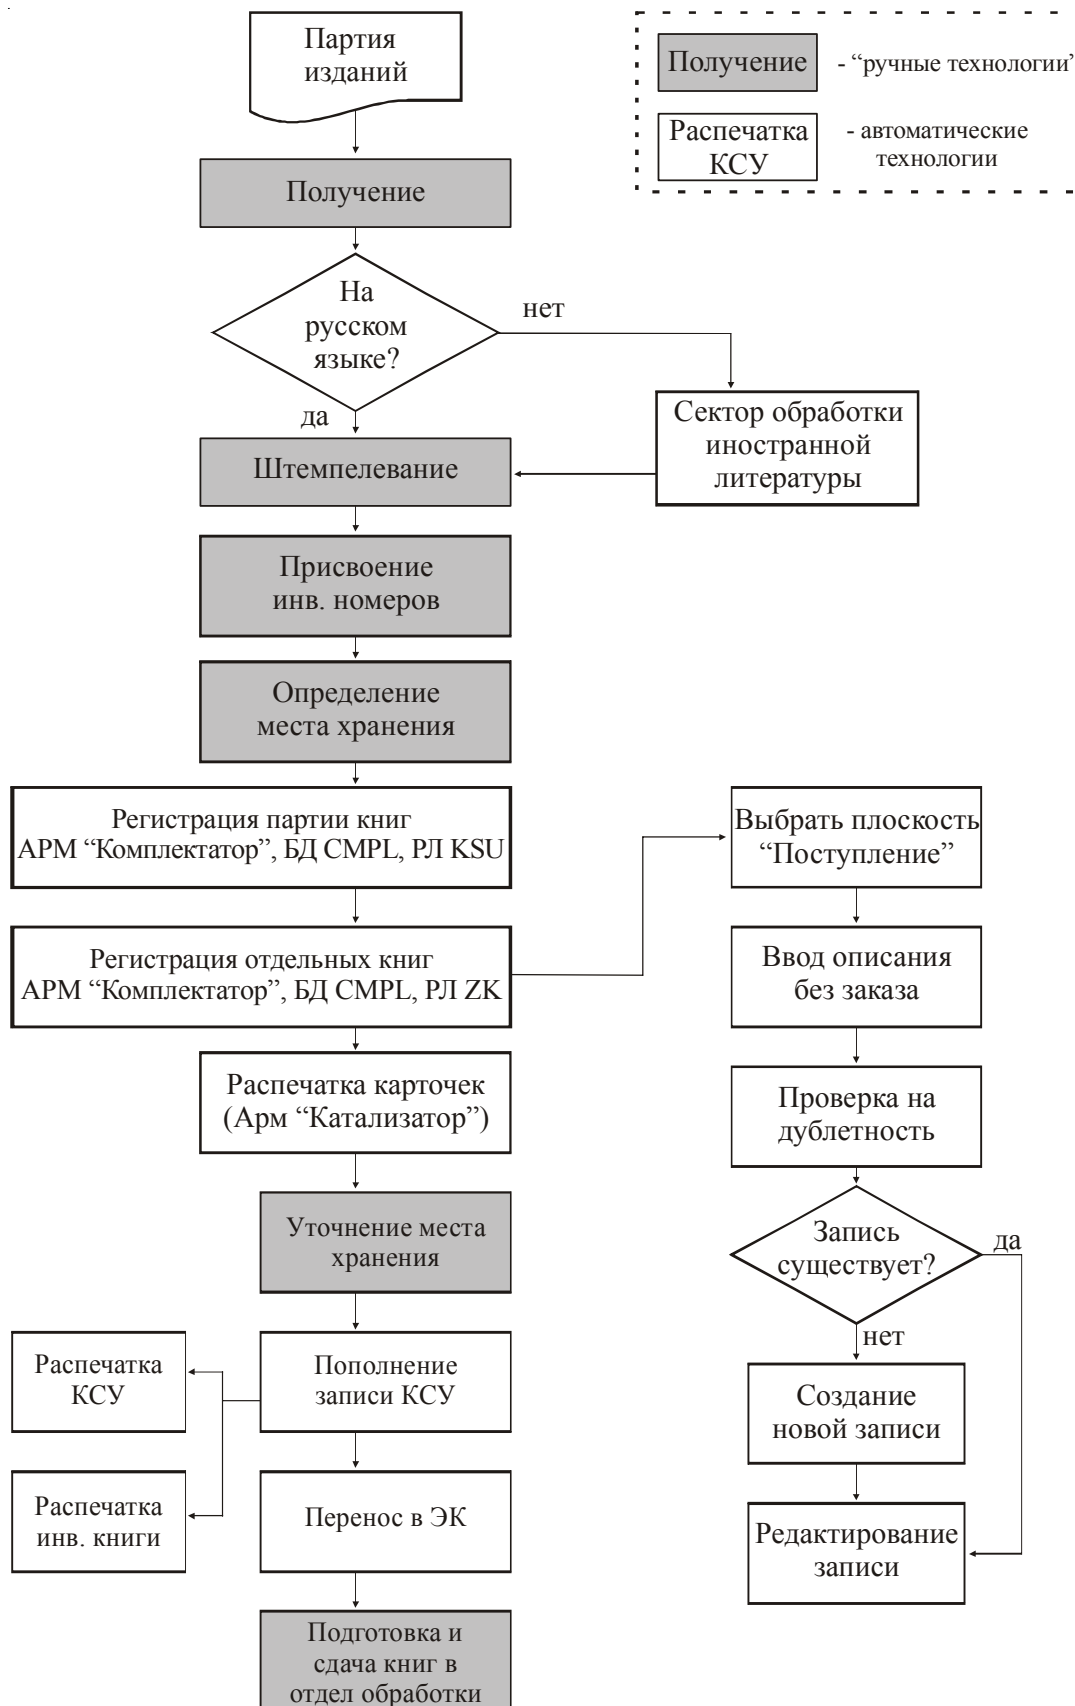 Партия
изданий
Получение
- “ручные технологии”
Распечатка
КСУ
- автоматические
технологии
Получение
На
русском
языке?
нет
да
Сектор обработки
иностранной
литературы
Штемпелевание
Присвоение
инв. номеров
Определение
места хранения
Регистрация партии книг
АРМ “Комплектатор”, БД CMPL, РЛ KSU
Регистрация отдельных книг
АРМ “Комплектатор”, БД CMPL, РЛ ZK
Распечатка карточек
(Арм “Катализатор”)
Уточнение места
хранения
Распечатка
КСУ
Пополнение
записи КСУ
Распечатка
инв. книги
Перенос в ЭК
Подготовка и
сдача книг в
отдел обработки
Выбрать плоскость
“Поступление”
Ввод описания
без заказа
Проверка на
дублетность
Запись
существует?
да
нет
Создание
новой записи
Редактирование
записи